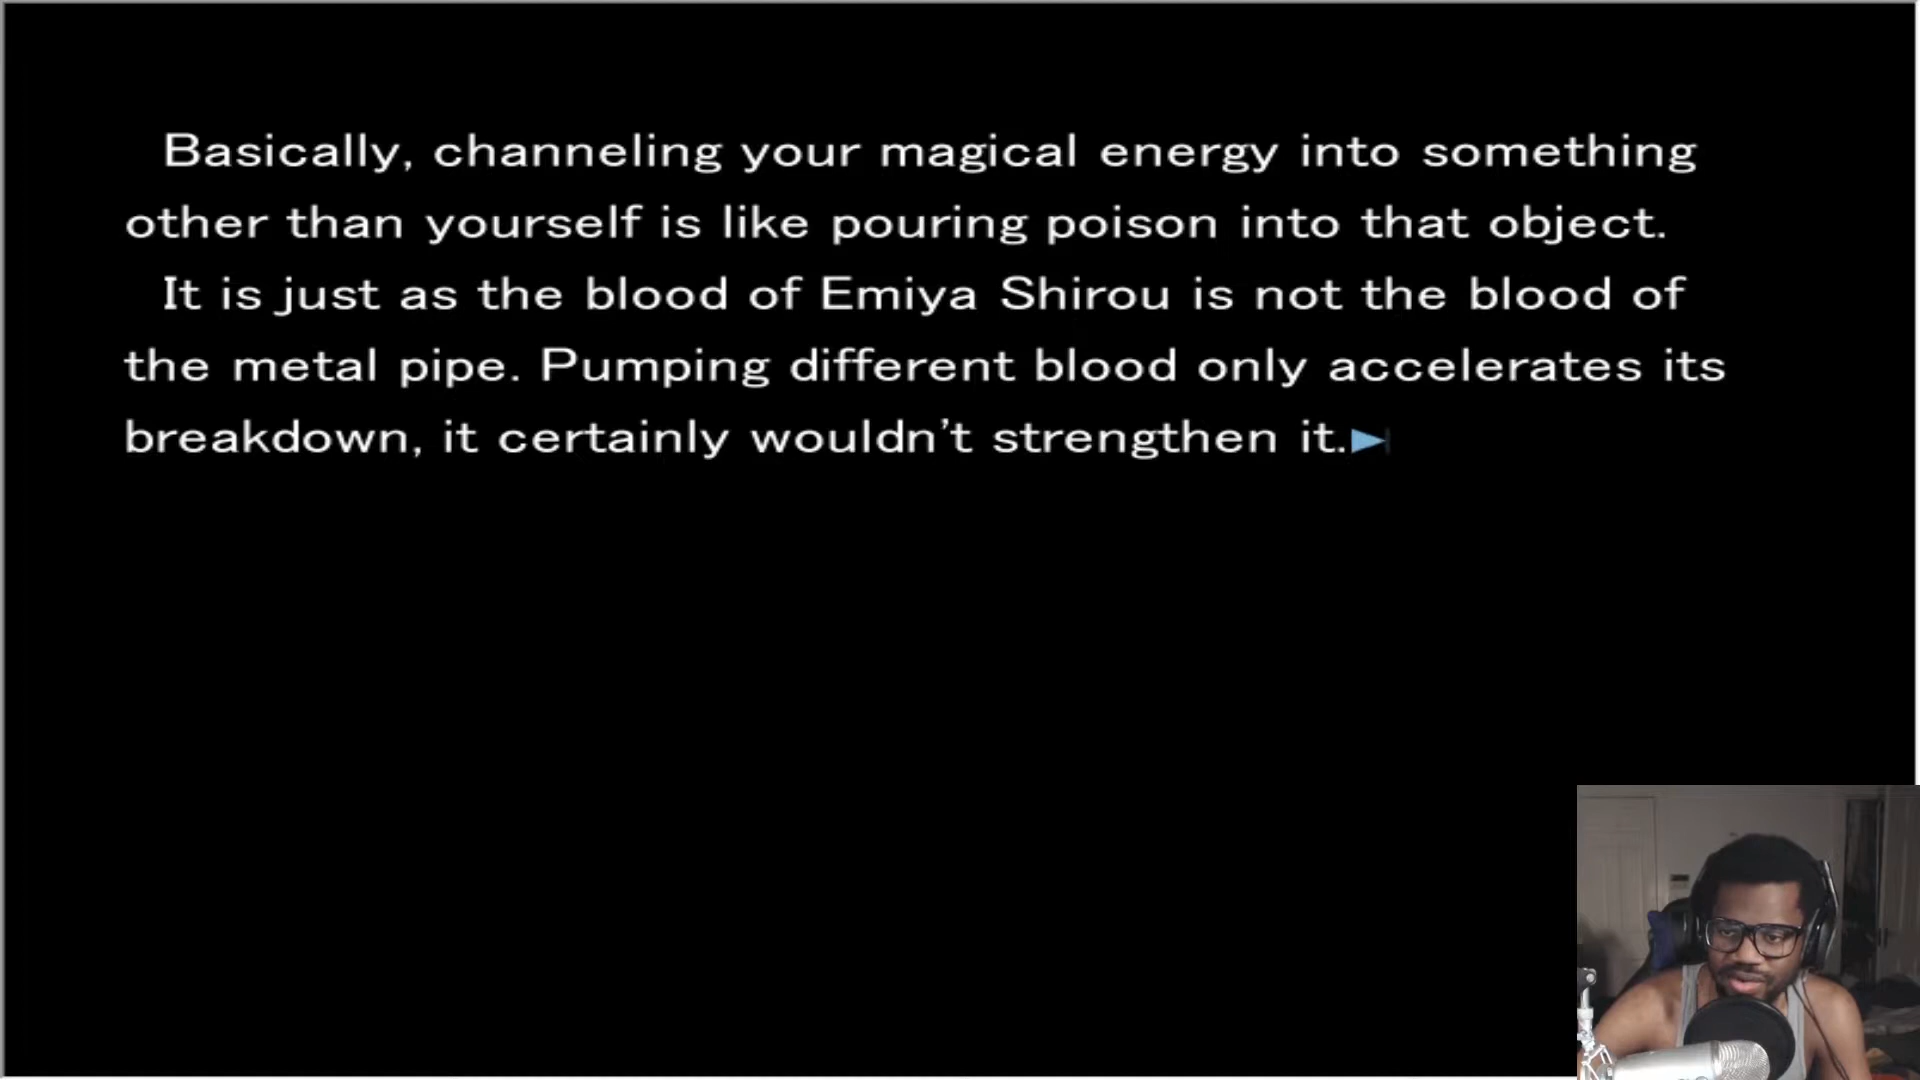 Basically, channeling your magical energy into something
other than yourself is like pouring poison into that object.
It is just as the blood of Emiya Shirou is not the blood of
the metal pipe. Pumping different blood only accelerates its
breakdown, it certainly wouldn't strengthen it.